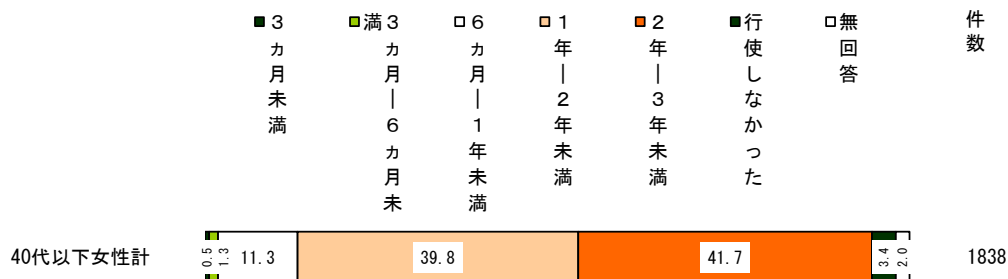 ３ヵ月未満
満３ヵ月｜６ヵ月未
６ヵ月｜１年未満
１年｜２年未満
２年｜３年未満
行使しなかった
無回答
件数
40代以下女性計
0.5
1.3
11.3
39.8
41.7
3.4
2.0
1838